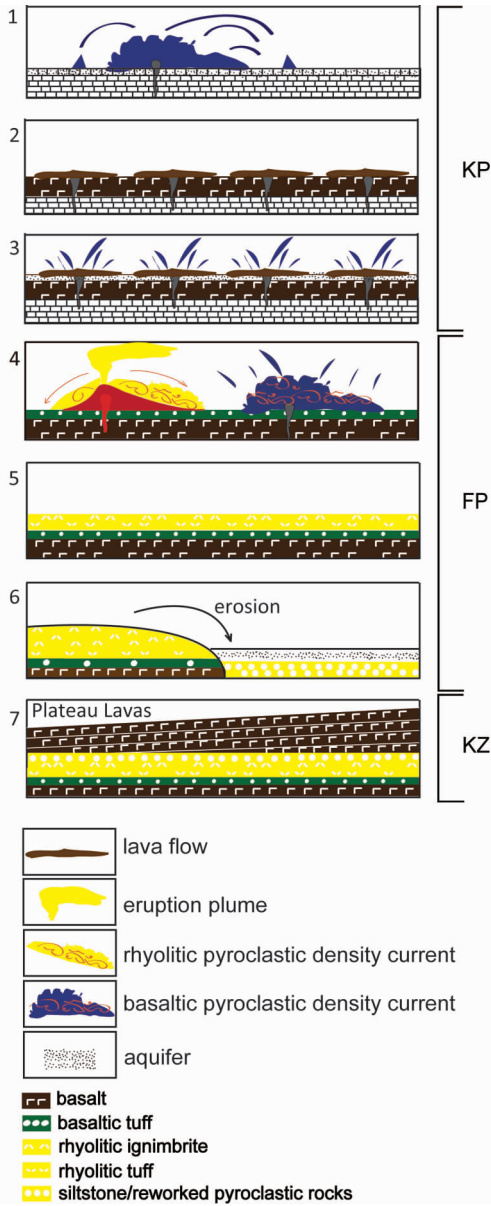 1
2
KP
3
4
5
FP
6
erosion
7
Plateau Lavas
KZ
lava flow
eruption plume
rhyolitic pyroclastic density current
basaltic pyroclastic density current
aquifer
basalt
basaltic tuff
rhyolitic ignimbrite
rhyolitic tuff
siltstone/reworked pyroclastic rocks